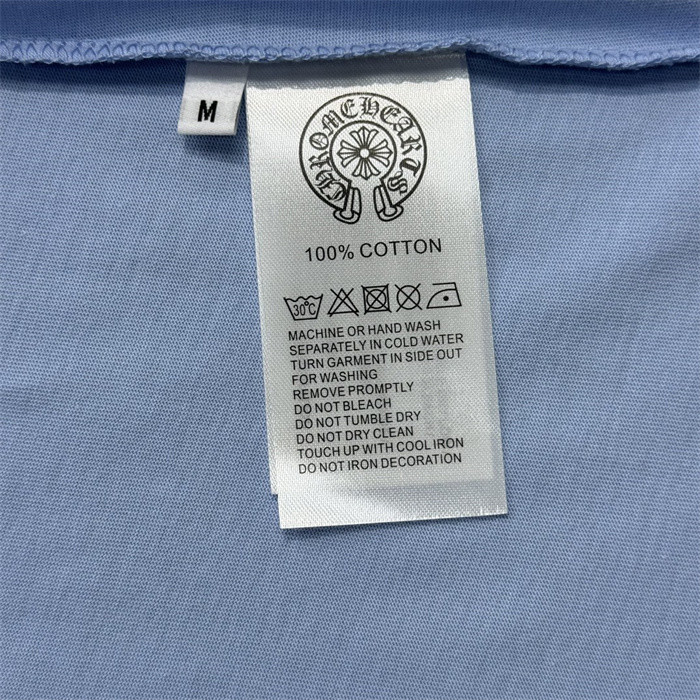 M
CHROME HEARTS
100% COTTON
30°C
MACHINE OR HAND WASH
SEPARATELY IN COLD WATER
TURN GARMENT IN SIDE OUT
FOR WASHING
REMOVE PROMPTLY
DO NOT BLEACH
DO NOT TUMBLE DRY
DO NOT DRY CLEAN
TOUCH UP WITH COOL IRON
DO NOT IRON DECORATION